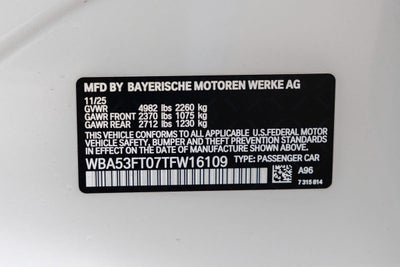 MFD BY BAYERISCHE MOTOREN WERKE AG
11/25
GVWR 4982 lbs 2260 kg
GAWR FRONT 2370 lbs 1075 kg
GAWR REAR 2712 lbs 1230 kg
THIS VEHICLE CONFORMS TO ALL APPLICABLE U.S.FEDERAL MOTOR
VEHICLE SAFETY, BUMPER, AND THEFT PREVENTION STANDARDS
IN EFFECT ON THE DATE OF MANUFACTURE SHOWN ABOVE.
WBA53FT07TFW16109 TYPE: PASSENGER CAR
A96
7 315 814